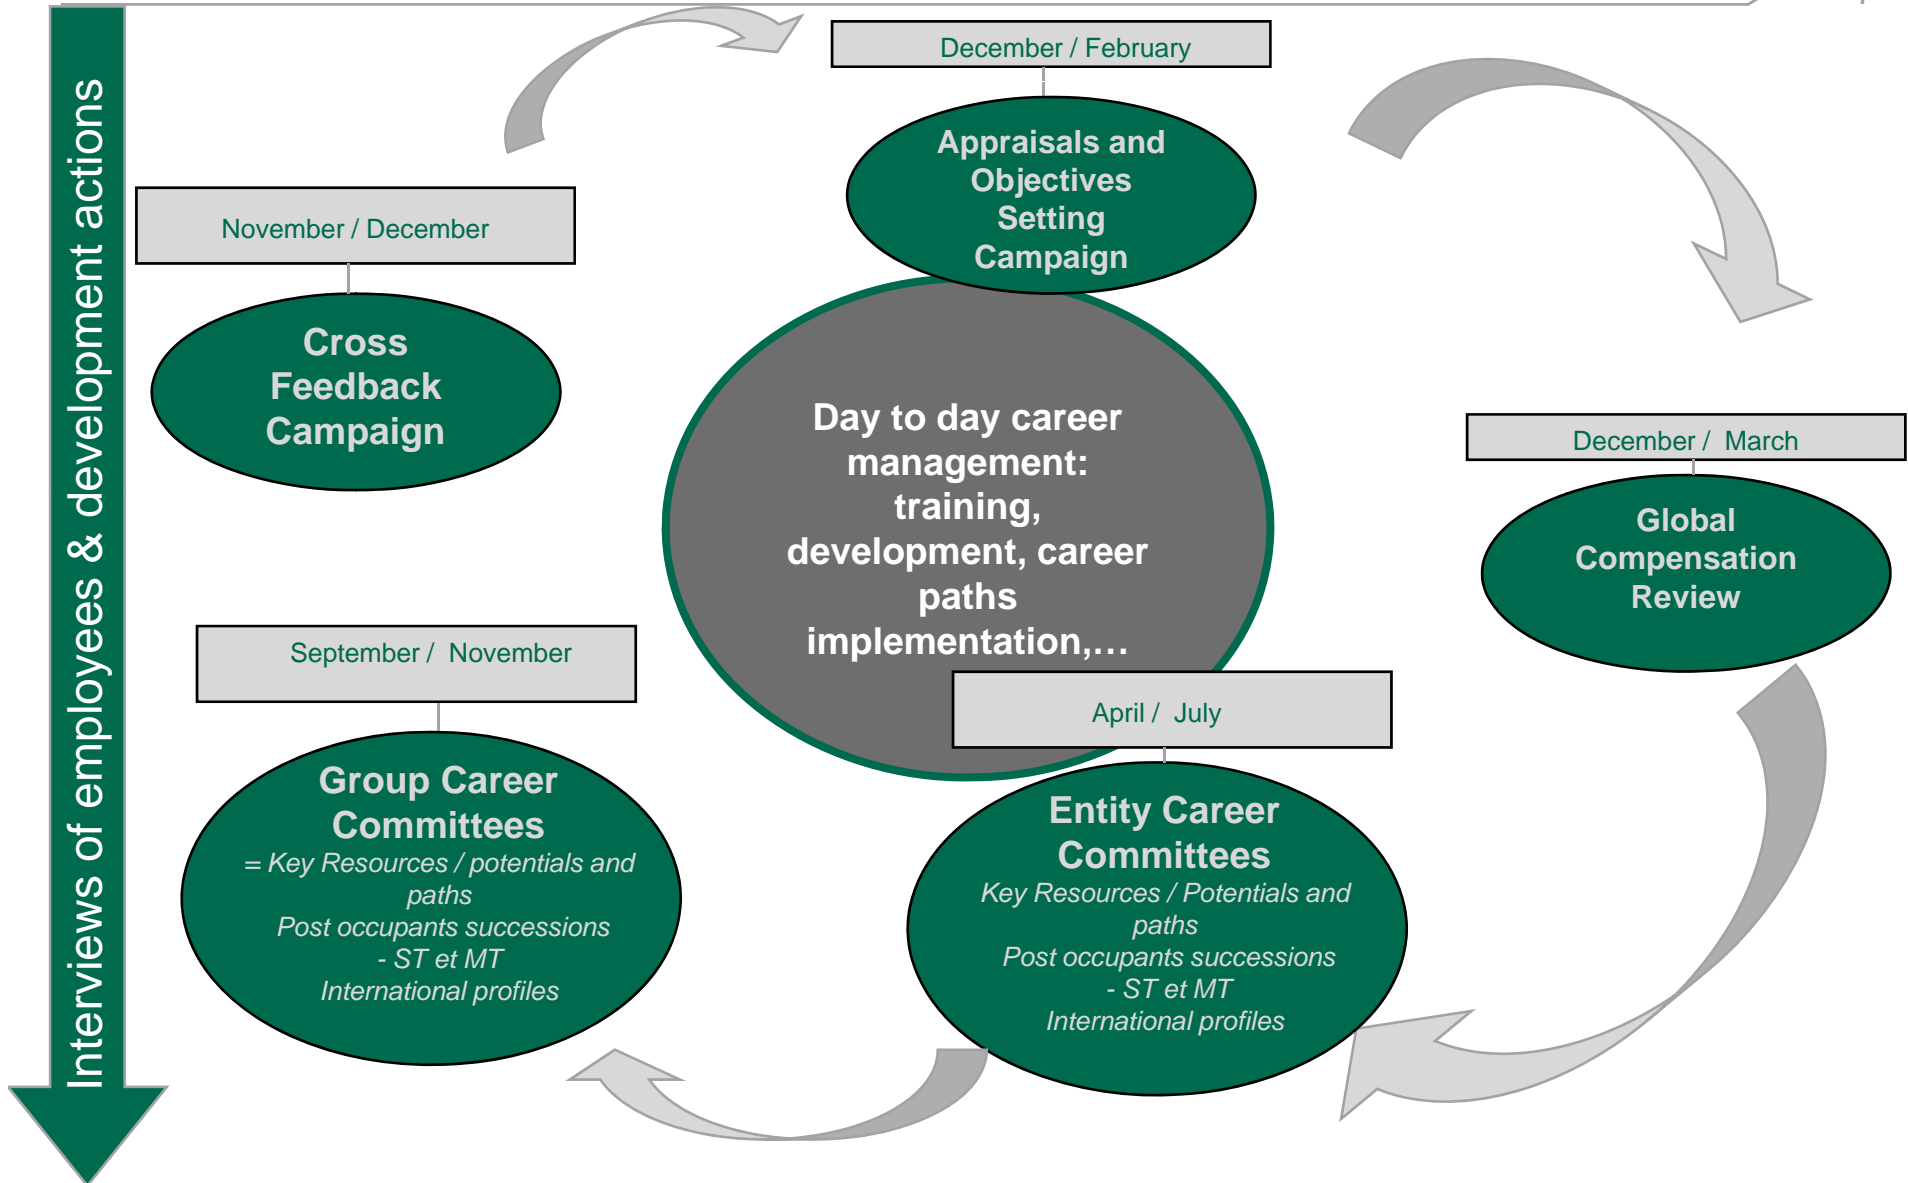 Interviews of employees & development actions
December / February
Appraisals and
Objectives
Setting
Campaign
November / December
Cross
Feedback
Campaign
Day to day career
management:
training,
development, career
paths
implementation,…
December / March
Global
Compensation
Review
September / November
Group Career
Committees
= Key Resources / potentials and
paths
Post occupants successions
- ST et MT
International profiles
April / July
Entity Career
Committees
Key Resources / Potentials and
paths
Post occupants successions
- ST et MT
International profiles